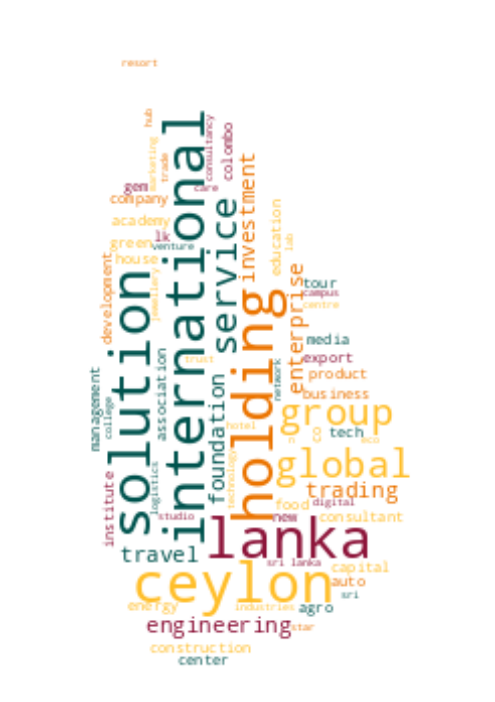 resort
hub
international
consultancy
colombo
marketing
trade
care
gem
company
investment
service
academy
education
lk
green
venture
lab
house
development
jewellery
solution
holding
enterprise
tour
campus
centre
media
association
trust
export
network
product
management
foundation
business
college
group
hotel
co
tech
n
eco
global
technology
logistics
institute
trading
food
digital
studio
new
consultant
lanka
travel
sri lanka
capital
ceylon
auto
sri
energy
industries
agro
engineering
star
construction
center